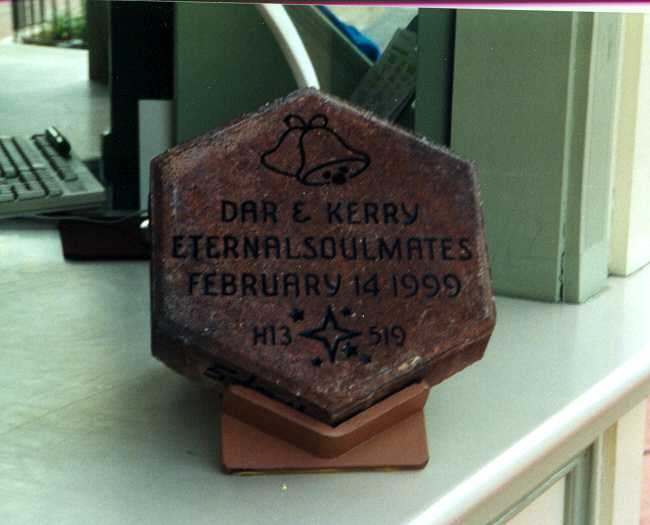 DAR & KERRY
ETERNALSOULMATES
FEBRUARY 14 1999
H13 519